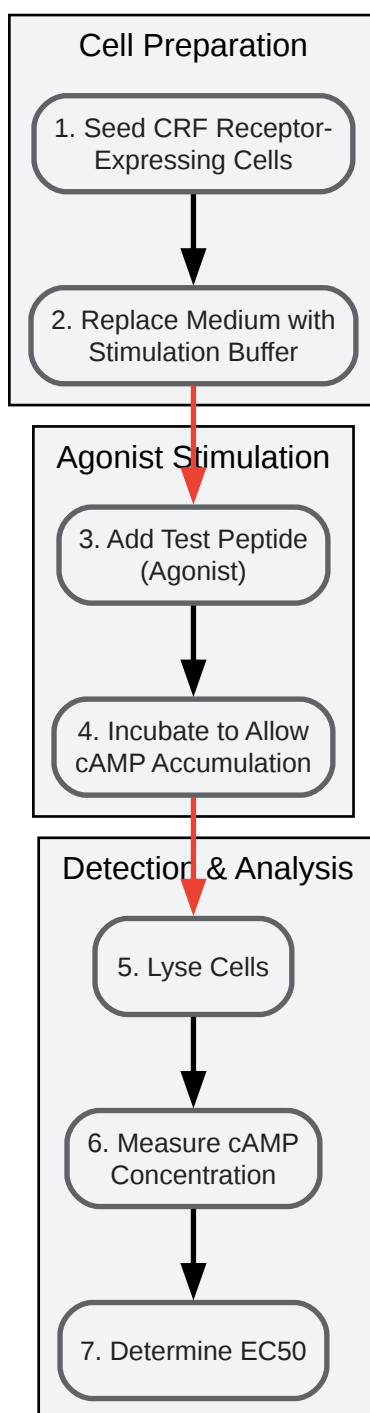 Cell Preparation
1. Seed CRF Receptor-
Expressing Cells
2. Replace Medium with
Stimulation Buffer
Agonist Stimulation
3. Add Test Peptide
(Agonist)
4. Incubate to Allow
cAMP Accumulation
Detection & Analysis
5. Lyse Cells
6. Measure cAMP
Concentration
7. Determine EC50